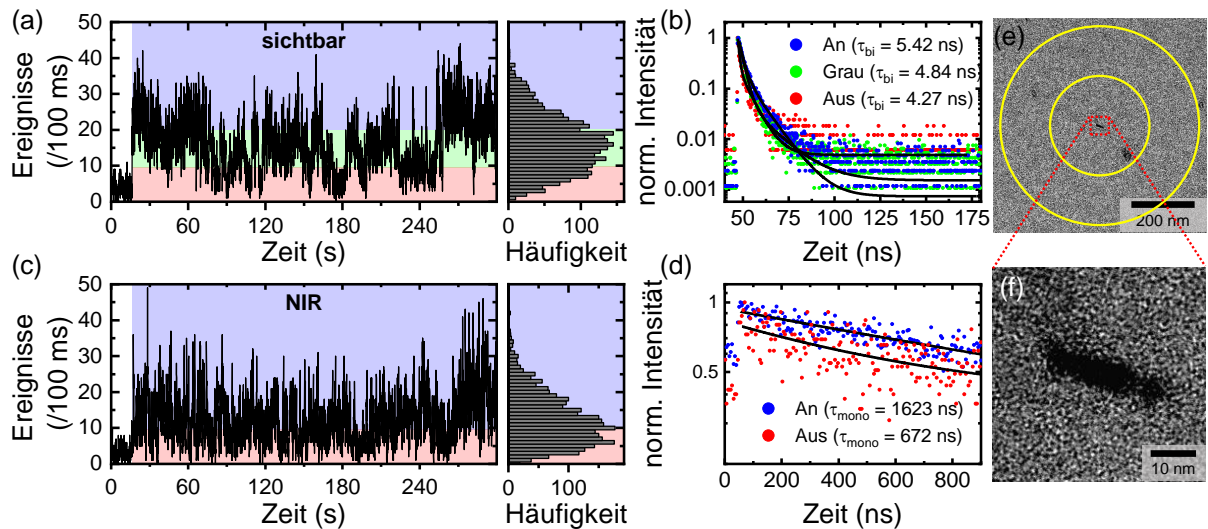 (a)
sichtbar
Ereignisse
(/100 ms)
50
40
30
20
10
0
0
60
120
180
240
Zeit (s)
0
100
Häufigkeit
(b)
norm. Intensität
1
0.1
0.01
0.001
An (τbi = 5.42 ns)
Grau (τbi = 4.84 ns)
Aus (τbi = 4.27 ns)
50
75
100
125
150
175
Zeit (ns)
(e)
200 nm
(c)
NIR
Ereignisse
(/100 ms)
50
40
30
20
10
0
0
60
120
180
240
Zeit (s)
0
100
Häufigkeit
(d)
norm. Intensität
1
0.5
An (τmono = 1623 ns)
Aus (τmono = 672 ns)
0
200
400
600
800
Zeit (ns)
(f)
10 nm